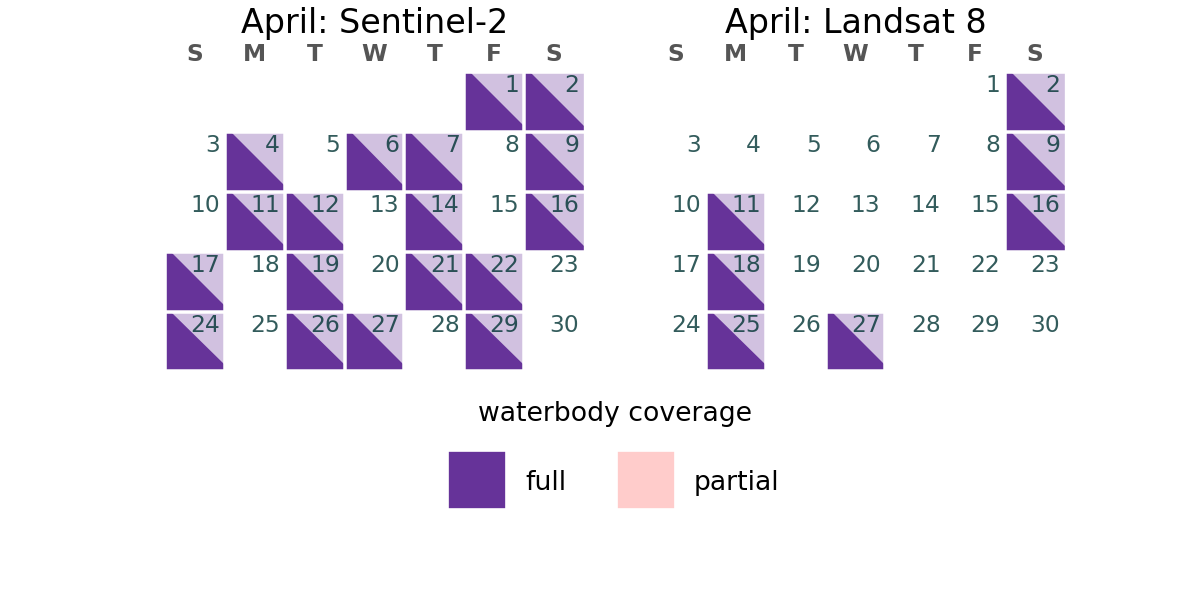 April: Sentinel-2 April: Landsat 8
S M T W T F S S M T W T F S
1 2 1 2
3 4 5 6 7 8 9 3 4 5 6 7 8 9
10 11 12 13 14 15 16 10 11 12 13 14 15 16
17 18 19 20 21 22 23 17 18 19 20 21 22 23
24 25 26 27 28 29 30 24 25 26 27 28 29 30
waterbody coverage
full partial